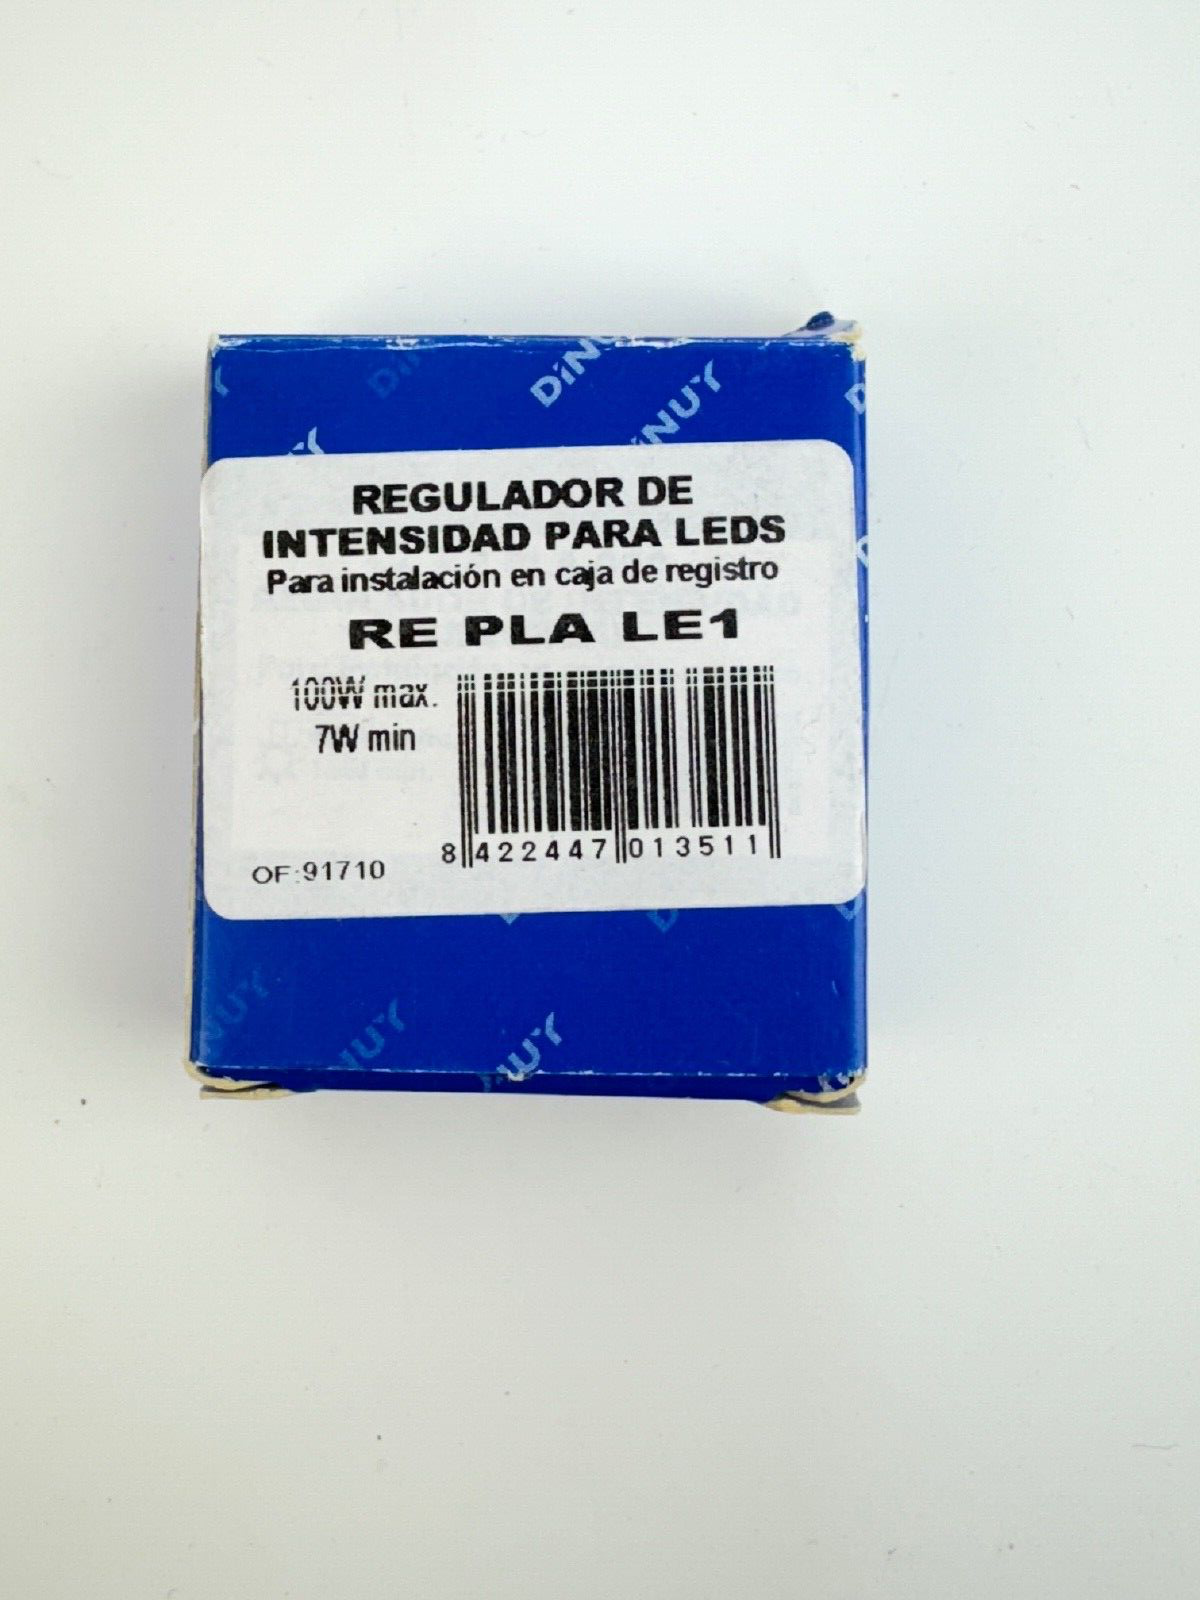 DINUY
REGULADOR DE
INTENSIDAD PARA LEDS
Para instalación en caja de registro
RE PLA LE1
100W max.
7W min
8 422447 013511
OF:91710